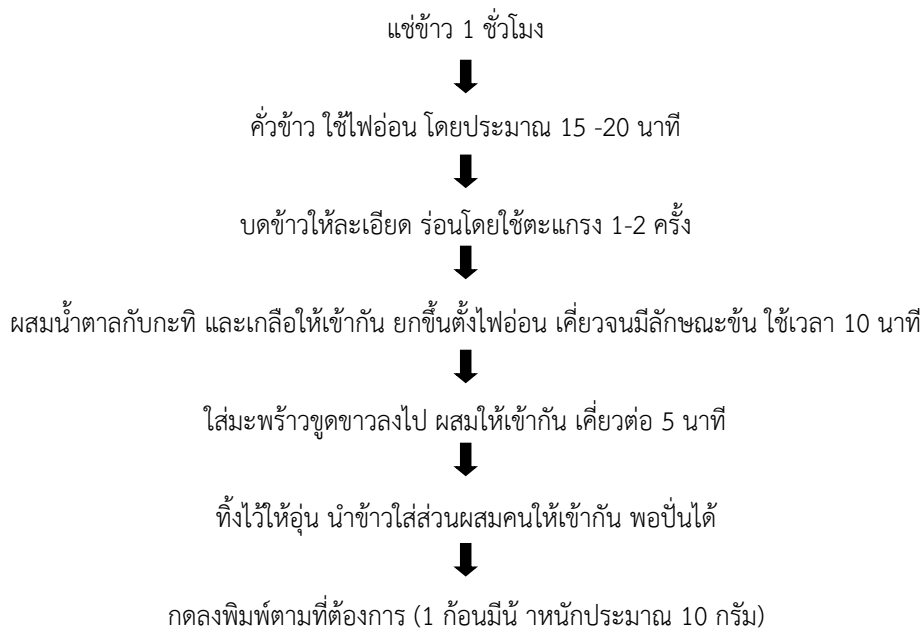 แช่ข้าว 1 ชั่วโมง
คั่วข้าว ใช้ไฟอ่อน โดยประมาณ 15 -20 นาที
บดข้าวให้ละเอียด ร่อนโดยใช้ตะแกรง 1-2 ครั้ง
ผสมน้ำตาลกับกะทิ และเกลือให้เข้ากัน ยกขึ้นตั้งไฟอ่อน เคี่ยวจนมีลักษณะข้น ใช้เวลา 10 นาที
ใส่มะพร้าวขูดขาวลงไป ผสมให้เข้ากัน เคี่ยวต่อ 5 นาที
ทิ้งไว้ให้อุ่น นำข้าวใส่ส่วนผสมคนให้เข้ากัน พอปั่นได้
กดลงพิมพ์ตามที่ต้องการ (1 ก้อนมีน้ าหนักประมาณ 10 กรัม)